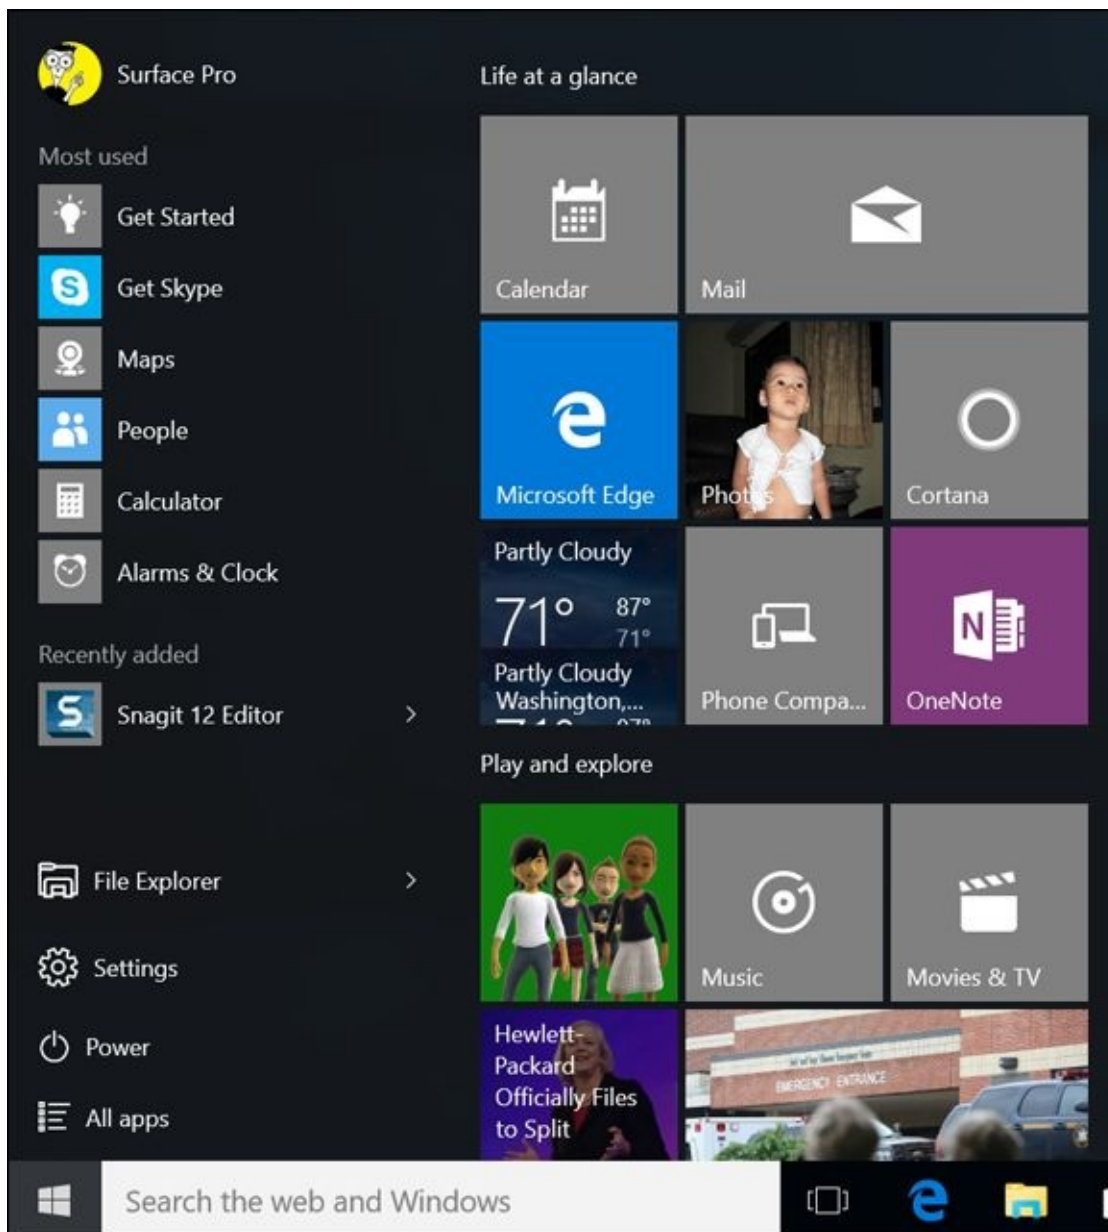 Surface Pro
Most used
Get Started
Get Skype
Maps
People
Calculator
Alarms & Clock
Recently added
Snagit 12 Editor
File Explorer
Settings
Power
All apps
Life at a glance
Calendar
Mail
Microsoft Edge
Photos
Cortana
Partly Cloudy
71° 87°
71°
Partly Cloudy
Washington,...
Phone Compa...
N
OneNote
Play and explore
Music
Movies & TV
Hewlett-
Packard
Officially Files
to Split
EMERGENCY ENTRANCE
Search the web and Windows